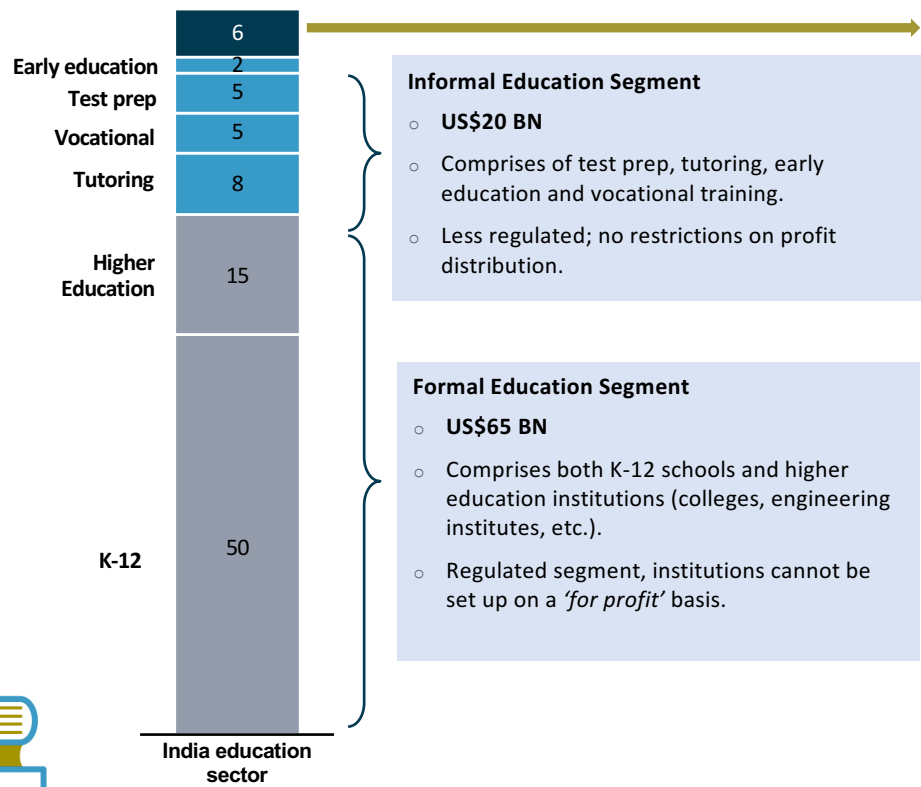 6
Early education
2
Test prep
5
Vocational
5
Tutoring
8
Higher
Education
15
K-12
50
India education
sector
Informal Education Segment
○ US$20 BN
○ Comprises of test prep, tutoring, early
education and vocational training.
○ Less regulated; no restrictions on profit
distribution.
Formal Education Segment
○ US$65 BN
○ Comprises both K-12 schools and higher
education institutions (colleges, engineering
institutes, etc.).
○ Regulated segment, institutions cannot be
set up on a ‘for profit’ basis.